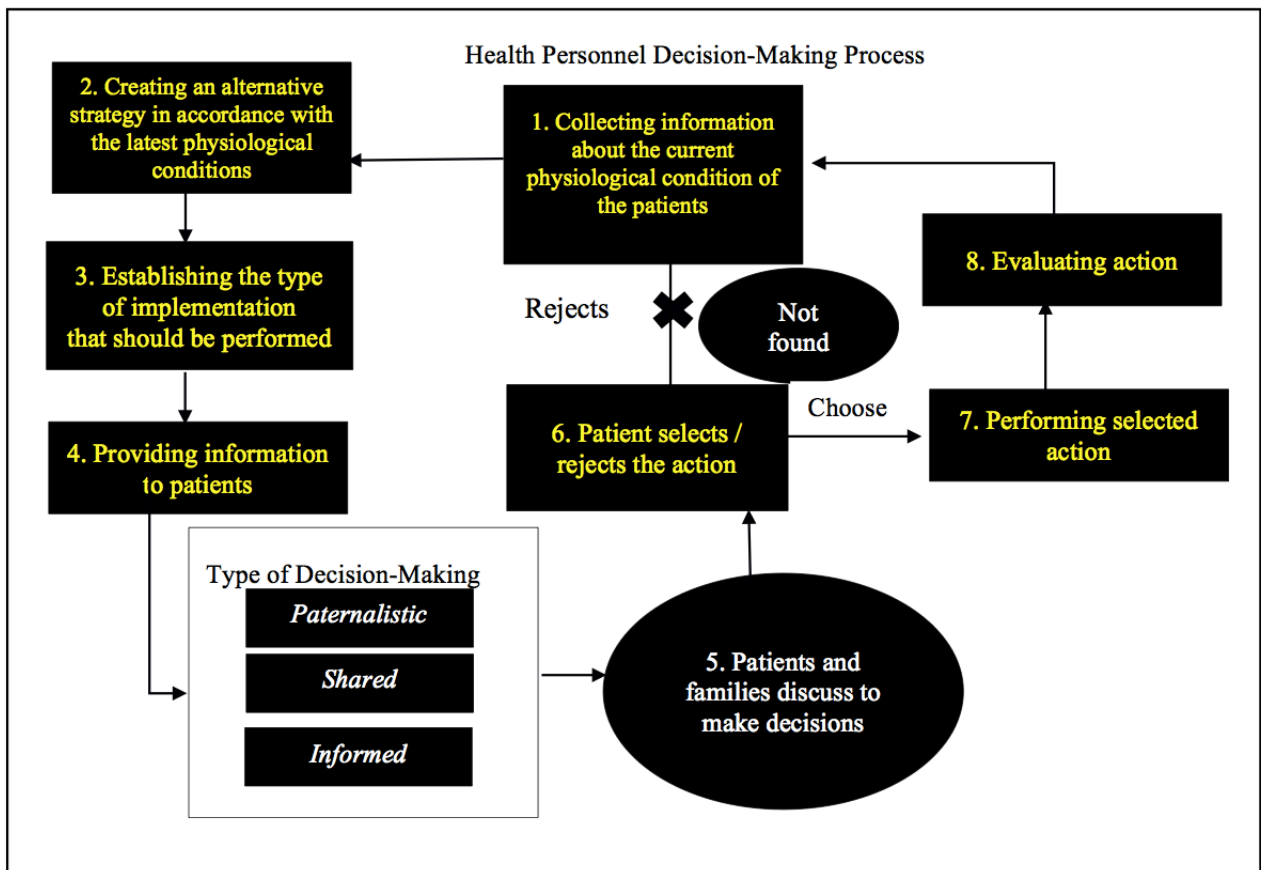 Health Personnel Decision-Making Process
1. Collecting information
about the current
physiological condition of
the patients
2. Creating an alternative
strategy in accordance with
the latest physiological
conditions
3. Establishing the type
of implementation
that should be performed
4. Providing information
to patients
Type of Decision-Making
Paternalistic
Shared
Informed
5. Patients and
families discuss to
make decisions
6. Patient selects /
rejects the action
Rejects
Not
found
Choose
7. Performing selected
action
8. Evaluating action